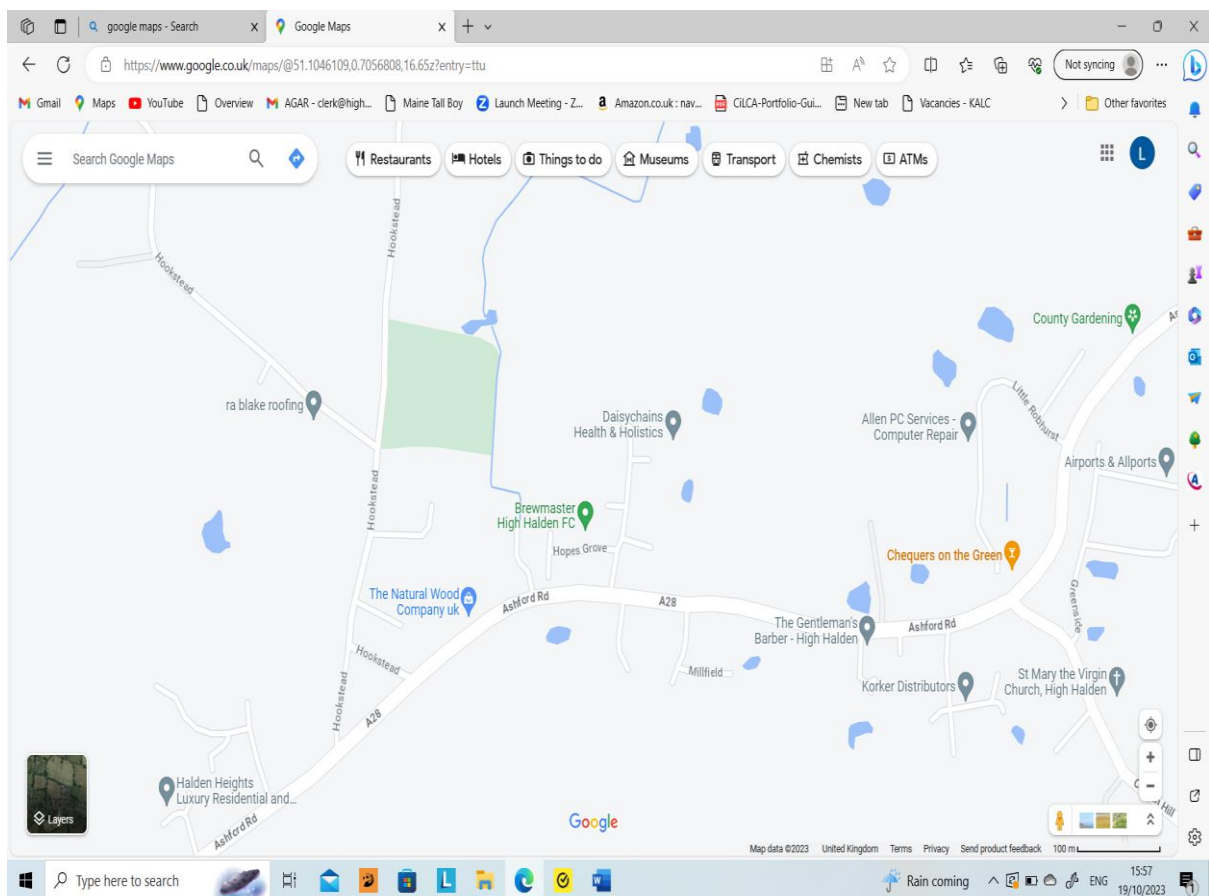 google maps - Search
Google Maps
https://www.google.co.uk/maps/@51.1046109,0.7056808,16.65z?entry=ttu
Not syncing
Gmail
Maps
YouTube
Overview
AGAR - clerk@high...
Maine Tall Boy
Launch Meeting - Z...
Amazon.co.uk : nav...
CiLCA-Portfolio-Gui...
New tab
Vacancies - KALC
Other favorites
Search Google Maps
Restaurants
Hotels
Things to do
Museums
Transport
Chemists
ATMs
L
Hookstead
Hookstead
County Gardening
As
ra blake roofing
Daisychains
Health & Holistics
Allen PC Services -
Computer Repair
Little Robhurst
Airports & Allports
Hookstead
Brewmaster
High Halden FC
Hopes Grove
Chequers on the Green
The Natural Wood
Company uk
Ashford Rd
A28
Greenside
The Gentleman's
Barber - High Halden
Ashford Rd
Hookstead
Millfield
Korker Distributors
St Mary the Virgin
Church, High Halden
Hookstead
A28
Halden Heights
Luxury Residential and...
Layers
Ashford Rd
Hill
Google
Map data ©2023
United Kingdom
Terms
Privacy
Send product feedback
100 m
Type here to search
Rain coming
ENG
15:57
19/10/2023